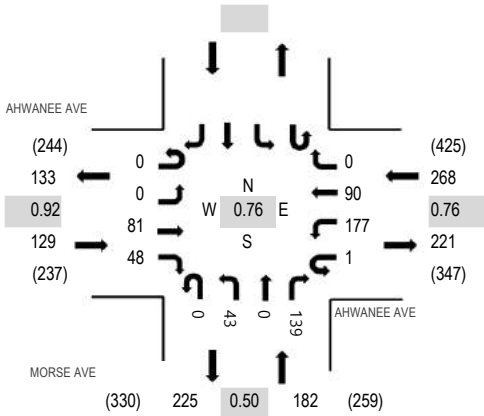 AHWANEE AVE
(244) (425)
133 0 0 268
0 N 90
0.92 W 0.76 E 0.76
81 S 177
129 48 1 221
(237) (347)
0 43 0 139
AHWANEE AVE
MORSE AVE
(330) 225 0.50 182 (259)